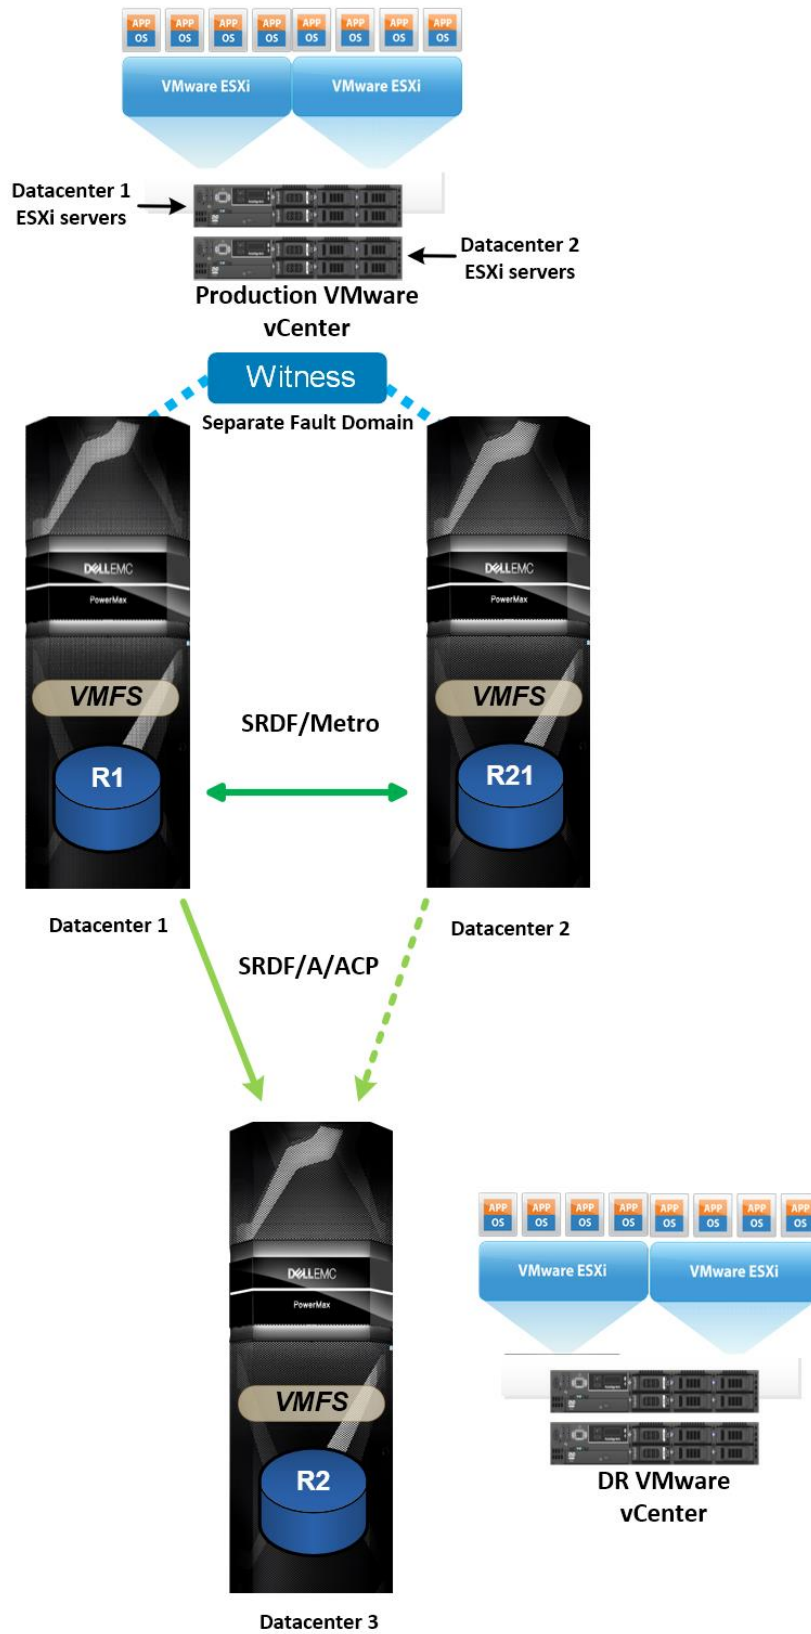 APP APP APP APP APP APP APP APP
OS OS OS OS OS OS OS OS
VMware ESXi VMware ESXi
Datacenter 1
ESXi servers
Datacenter 2
ESXi servers
Production VMware
vCenter
Witness
Separate Fault Domain
DELLEMC DELLEMC
PowerMax PowerMax
VMFS VMFS
SRDF/Metro
R1 R21
Datacenter 1 Datacenter 2
SRDF/A/ACP
APP APP APP APP APP APP APP APP
OS OS OS OS OS OS OS OS
DELLEMC
VMware ESXi VMware ESXi
PowerMax
VMFS
R2
DR VMware
vCenter
Datacenter 3